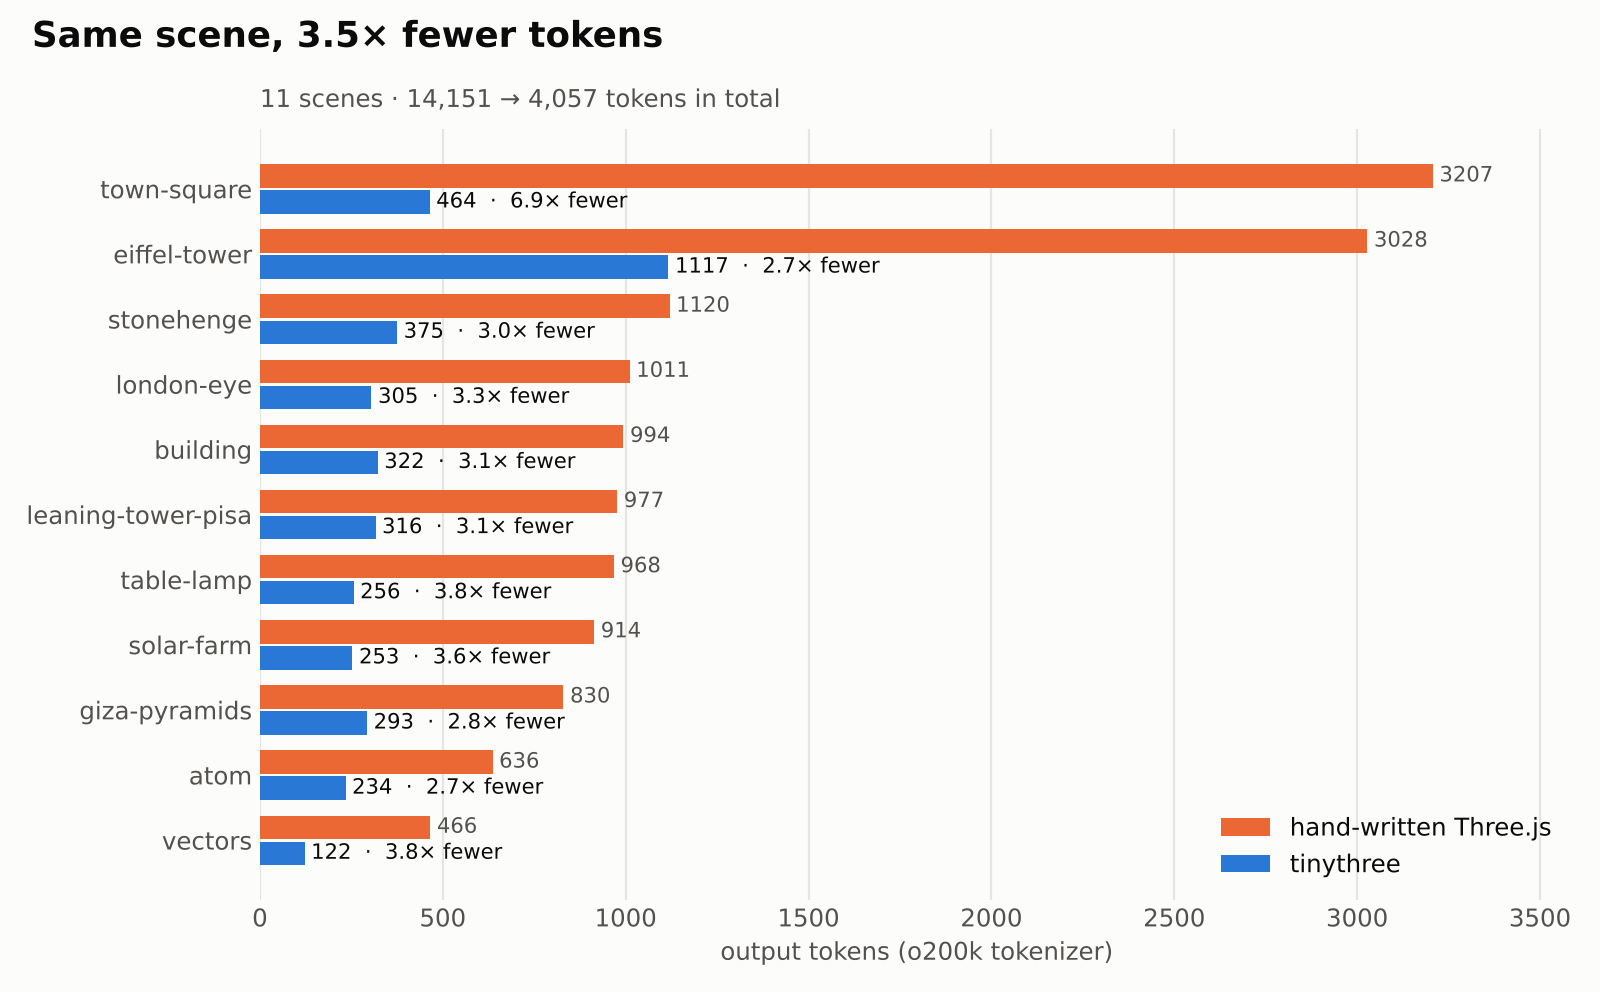 Same scene, 3.5× fewer tokens
11 scenes · 14,151 → 4,057 tokens in total
town-square
3207
464 · 6.9× fewer
eiffel-tower
3028
1117 · 2.7× fewer
stonehenge
1120
375 · 3.0× fewer
london-eye
1011
305 · 3.3× fewer
building
994
322 · 3.1× fewer
leaning-tower-pisa
977
316 · 3.1× fewer
table-lamp
968
256 · 3.8× fewer
solar-farm
914
253 · 3.6× fewer
giza-pyramids
830
293 · 2.8× fewer
atom
636
234 · 2.7× fewer
vectors
466
122 · 3.8× fewer
hand-written Three.js
tinythree
0 500 1000 1500 2000 2500 3000 3500
output tokens (o200k tokenizer)